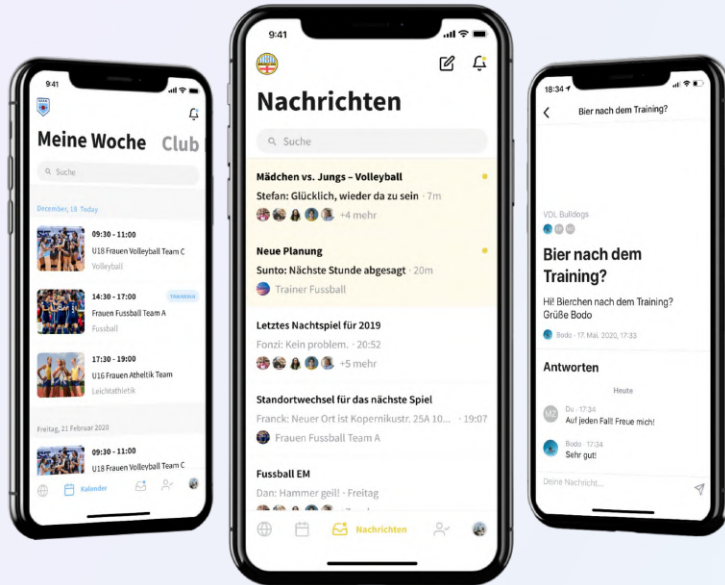 9:41
Meine Woche Club
Suche
December, 18 Today
09:30 - 11:00
U18 Frauen Volleyball Team C
Volleyball
14:30 - 17:00
TRAINING
Frauen Fussball Team A
Fussball
17:30 - 19:00
U16 Frauen Atheltik Team
Leichtathletik
Freitag, 21 Februar 2020
09:30 - 11:00
U18 Frauen Volleyball Team C
Kalender
9:41
Nachrichten
Suche
Mädchen vs. Jungs – Volleyball
Stefan: Glücklich, wieder da zu sein · 7m
+4 mehr
Neue Planung
Sunto: Nächste Stunde abgesagt · 20m
Trainer Fussball
Letztes Nachtspiel für 2019
Fonzi: Kein problem. · 20:52
+5 mehr
Standortwechsel für das nächste Spiel
Franck: Neuer Ort ist Kopernikustr. 25A 10... · 19:07
Frauen Fussball Team A
Fussball EM
Dan: Hammer geil! · Freitag
Nachrichten
18:34
Bier nach dem Training?
VDL Bulldogs
Bier nach dem
Training?
Hi! Bierchen nach dem Training?
Grüße Bodo
Bodo · 17. Mai. 2020, 17:33
Antworten
Heute
MZ
Du · 17:34
Auf jeden Fall! Freue mich!
Bodo · 17:34
Sehr gut!
Deine Nachricht...